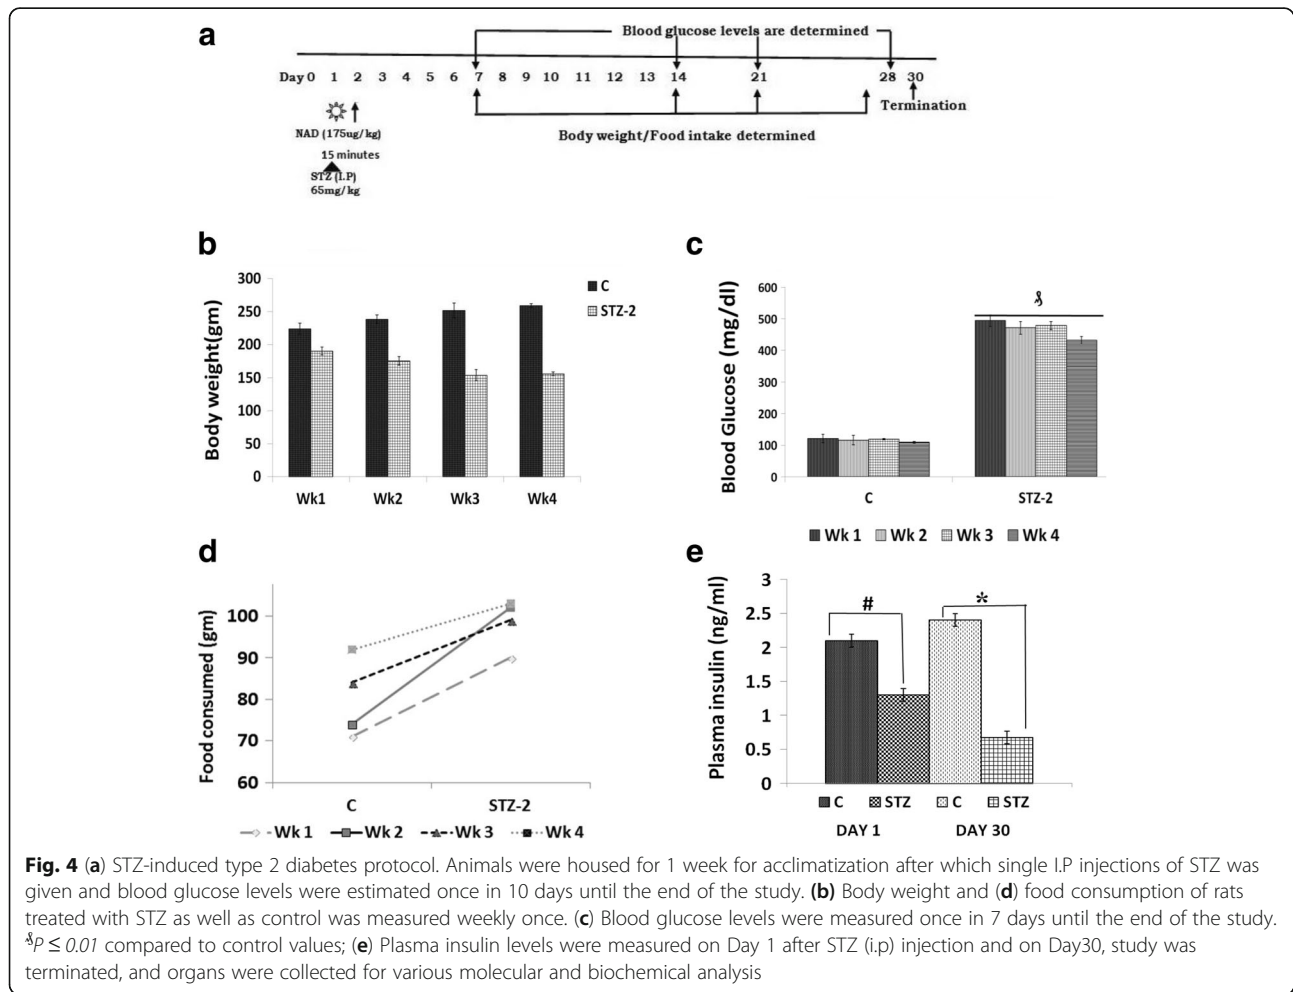 a
Blood glucose levels are determined
Day 0 1 2 3 4 5 6 7 8 9 10 11 12 13 14 21 28 30
Termination
NAD (175ug/kg)
Body weight/Food intake determined
15 minutes
STZ (I.P)
65mg/kg
b
Body weight(gm)
300
250
200
150
100
50
0
Wk1 Wk2 Wk3 Wk4
C
STZ-2
c
Blood Glucose (mg/dl)
600
500
400
300
200
100
0
C STZ-2
Wk 1 Wk 2 Wk 3 Wk 4
d
Food consumed (gm)
100
90
80
70
60
C STZ-2
Wk 1 Wk 2 Wk 3 Wk 4
e
Plasma insulin (ng/ml)
3
2.5
2
1.5
1
0.5
0
# *
C STZ C STZ
DAY 1 DAY 30
Fig. 4 (a) STZ-induced type 2 diabetes protocol. Animals were housed for 1 week for acclimatization after which single I.P injections of STZ was
given and blood glucose levels were estimated once in 10 days until the end of the study. (b) Body weight and (d) food consumption of rats
treated with STZ as well as control was measured weekly once. (c) Blood glucose levels were measured once in 7 days until the end of the study.
P ≤ 0.01 compared to control values; (e) Plasma insulin levels were measured on Day 1 after STZ (i.p) injection and on Day30, study was
terminated, and organs were collected for various molecular and biochemical analysis